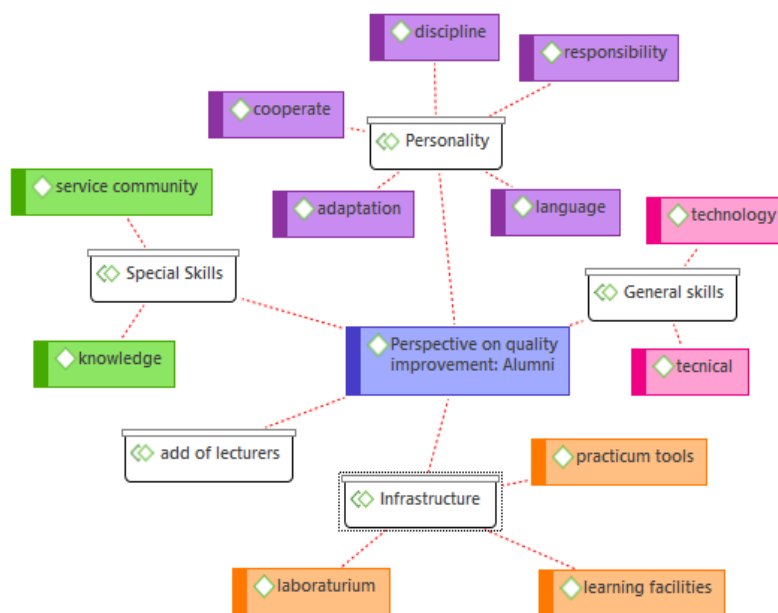 discipline
responsibility
cooperate
Personality
service community
adaptation
language
technology
Special Skills
General skills
Perspective on quality
improvement: Alumni
knowledge
tecnical
add of lecturers
practicum tools
Infrastructure
laboraturium
learning facilities